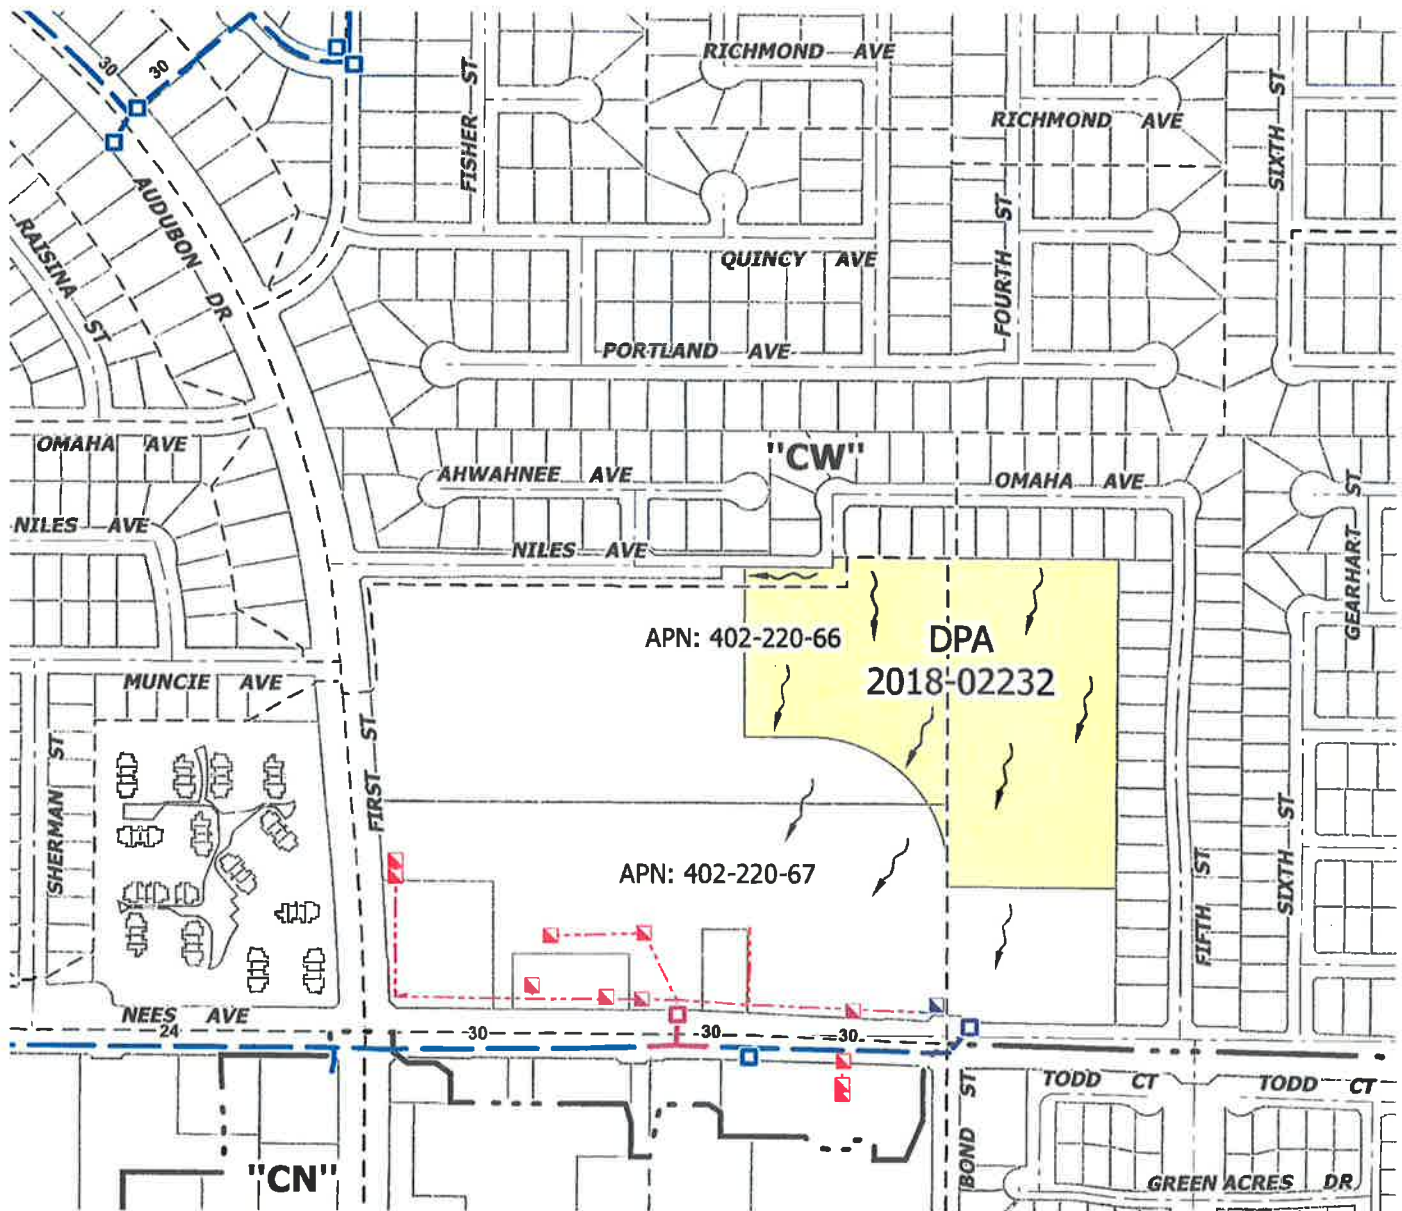 RICHMOND AVE
30
30
FISHER ST
RICHMOND AVE
SIXTH ST
AUDUBON DR
RAISINA ST
FOURTH ST
QUINCY AVE
PORTLAND AVE
OMAHA AVE
"CW"
AHWAHNEE AVE
OMAHA AVE
NILES AVE
NILES AVE
GEARHART ST
APN: 402-220-66
DPA
2018-02232
MUNCIE AVE
FIRST ST
SHERMAN ST
APN: 402-220-67
FIFTH ST
SIXTH ST
NEES AVE
24
30
30
30
BOND ST
TODD CT
TODD CT
"CN"
GREEN ACRES DR